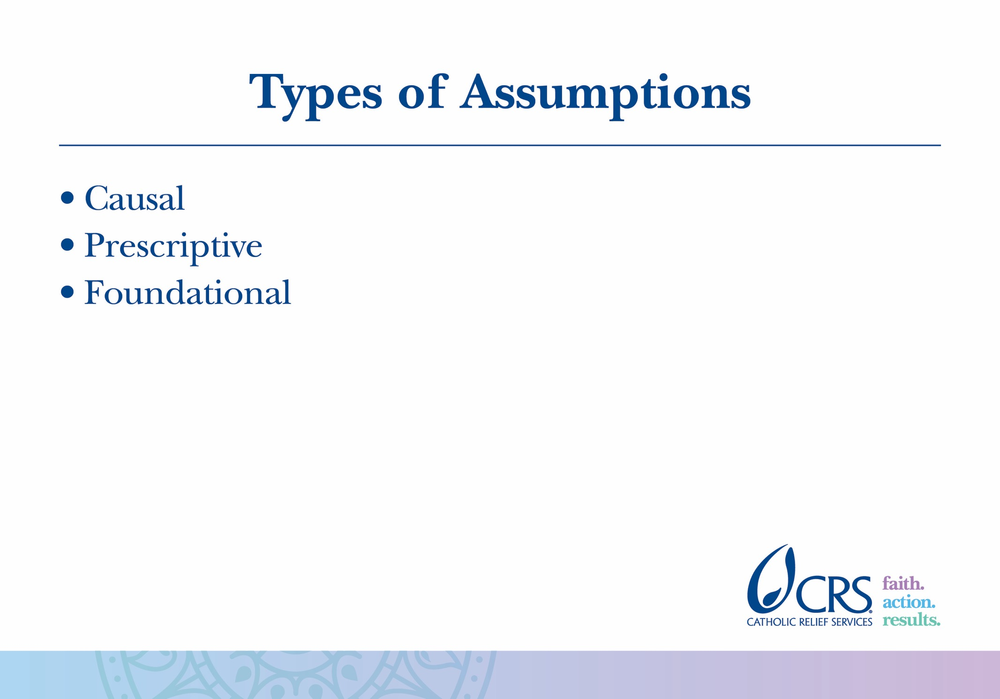 Types of Assumptions
• Causal
• Prescriptive
• Foundational
CRS®
CATHOLIC RELIEF SERVICES
faith.
action.
results.